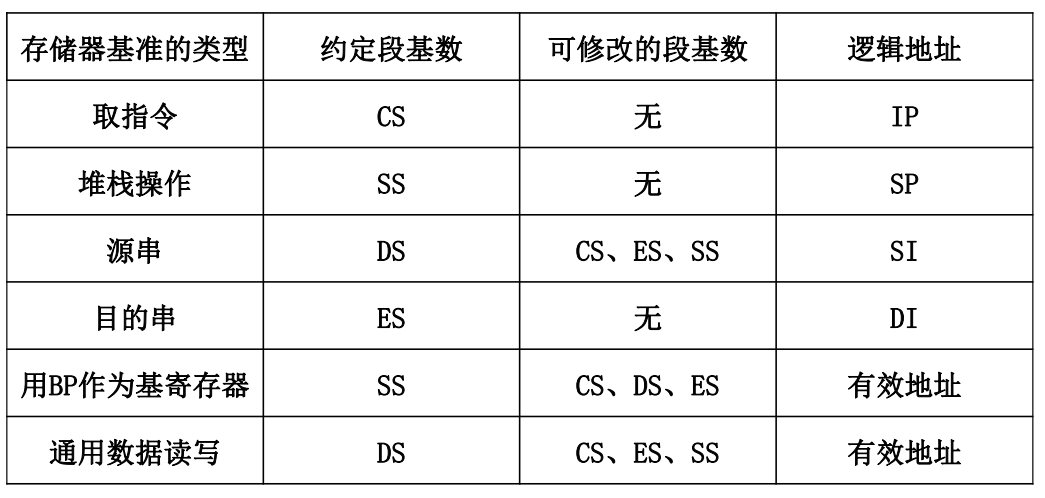 存储器基准的类型 约定段基数 可修改的段基数 逻辑地址
取指令 CS 无 IP
堆栈操作 SS 无 SP
源串 DS CS、ES、SS SI
目的串 ES 无 DI
用BP作为基寄存器 SS CS、DS、ES 有效地址
通用数据读写 DS CS、ES、SS 有效地址